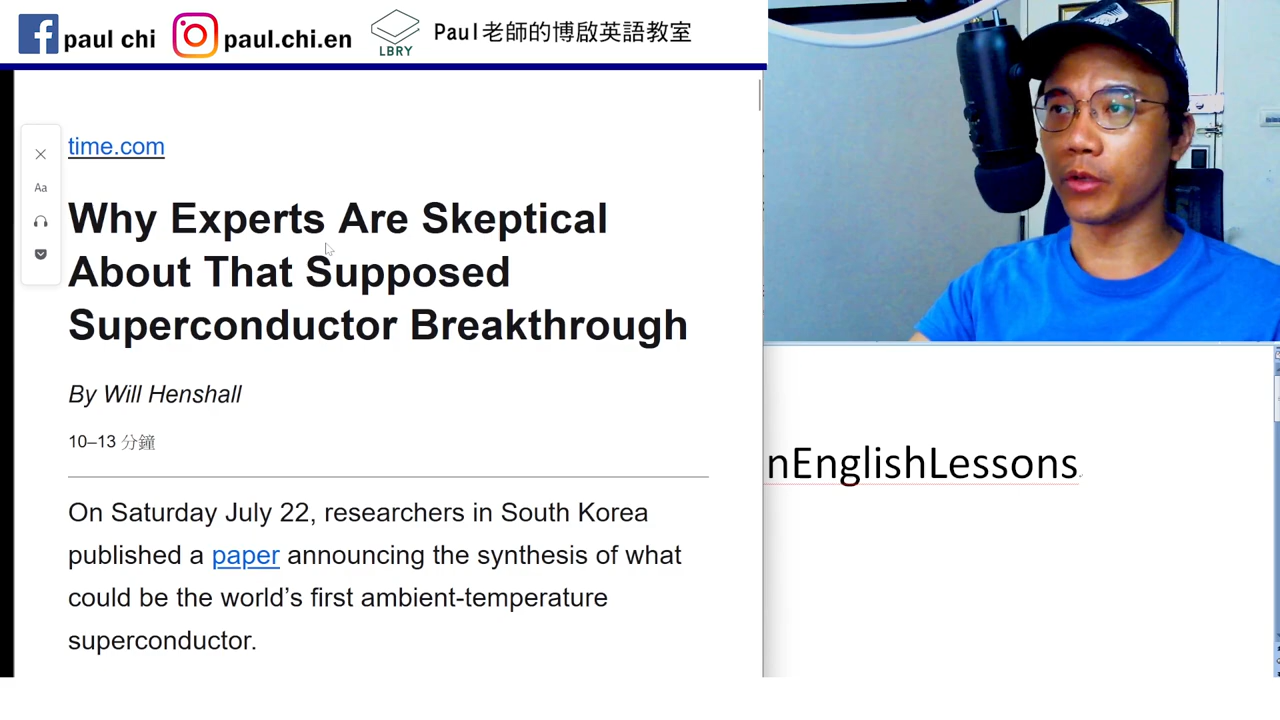 paul chi
paul.chi.en
LBRY
Paul老師的博啟英語教室
time.com
Aa
Why Experts Are Skeptical
About That Supposed
Superconductor Breakthrough
By Will Henshall
10–13 分鐘
On Saturday July 22, researchers in South Korea
published a paper announcing the synthesis of what
could be the world's first ambient-temperature
superconductor.
nEnglishLessons